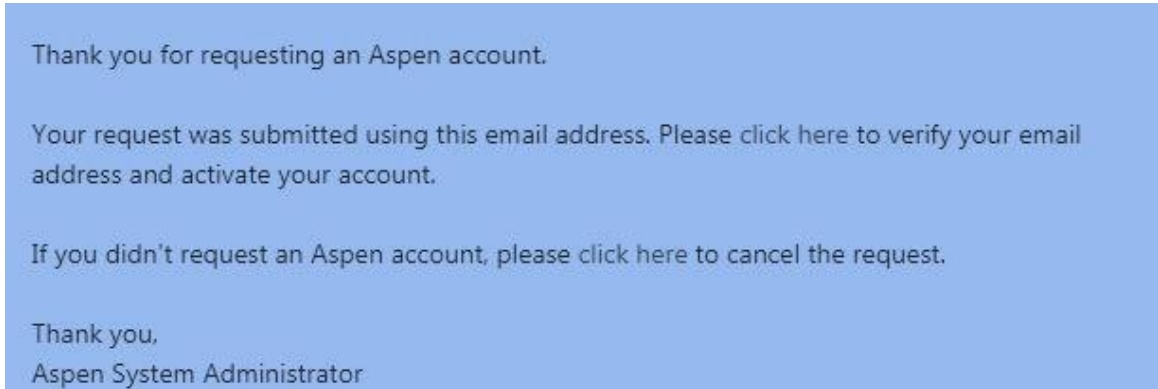 Thank you for requesting an Aspen account.
Your request was submitted using this email address. Please click here to verify your email
address and activate your account.
If you didn't request an Aspen account, please click here to cancel the request.
Thank you,
Aspen System Administrator